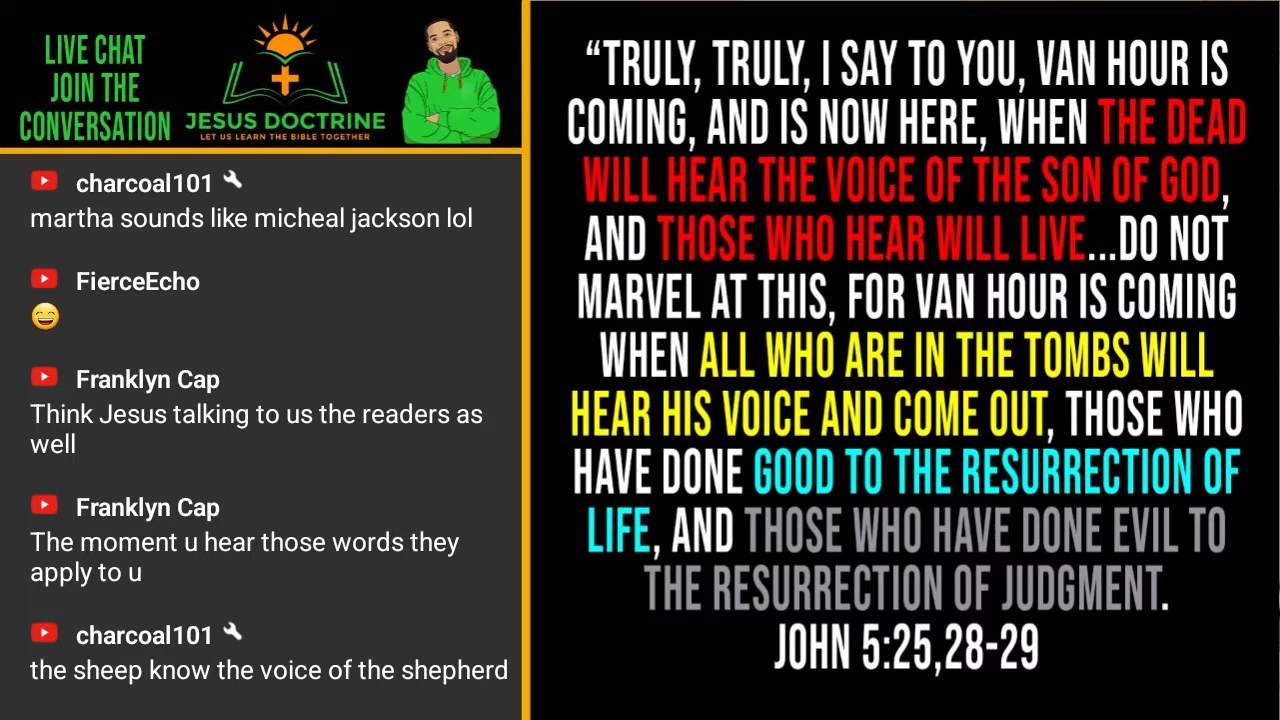 LIVE CHAT
JOIN THE
CONVERSATION
JESUS DOCTRINE
LET US LEARN THE BIBLE TOGETHER
charcoal101
martha sounds like micheal jackson lol
FierceEcho
Franklyn Cap
Think Jesus talking to us the readers as
well
Franklyn Cap
The moment u hear those words they
apply to u
charcoal101
the sheep know the voice of the shepherd
“TRULY, TRULY, I SAY TO YOU, VAN HOUR IS
COMING, AND IS NOW HERE, WHEN THE DEAD
WILL HEAR THE VOICE OF THE SON OF GOD,
AND THOSE WHO HEAR WILL LIVE...DO NOT
MARVEL AT THIS, FOR VAN HOUR IS COMING
WHEN ALL WHO ARE IN THE TOMBS WILL
HEAR HIS VOICE AND COME OUT, THOSE WHO
HAVE DONE GOOD TO THE RESURRECTION OF
LIFE, AND THOSE WHO HAVE DONE EVIL TO
THE RESURRECTION OF JUDGMENT.
JOHN 5:25,28-29